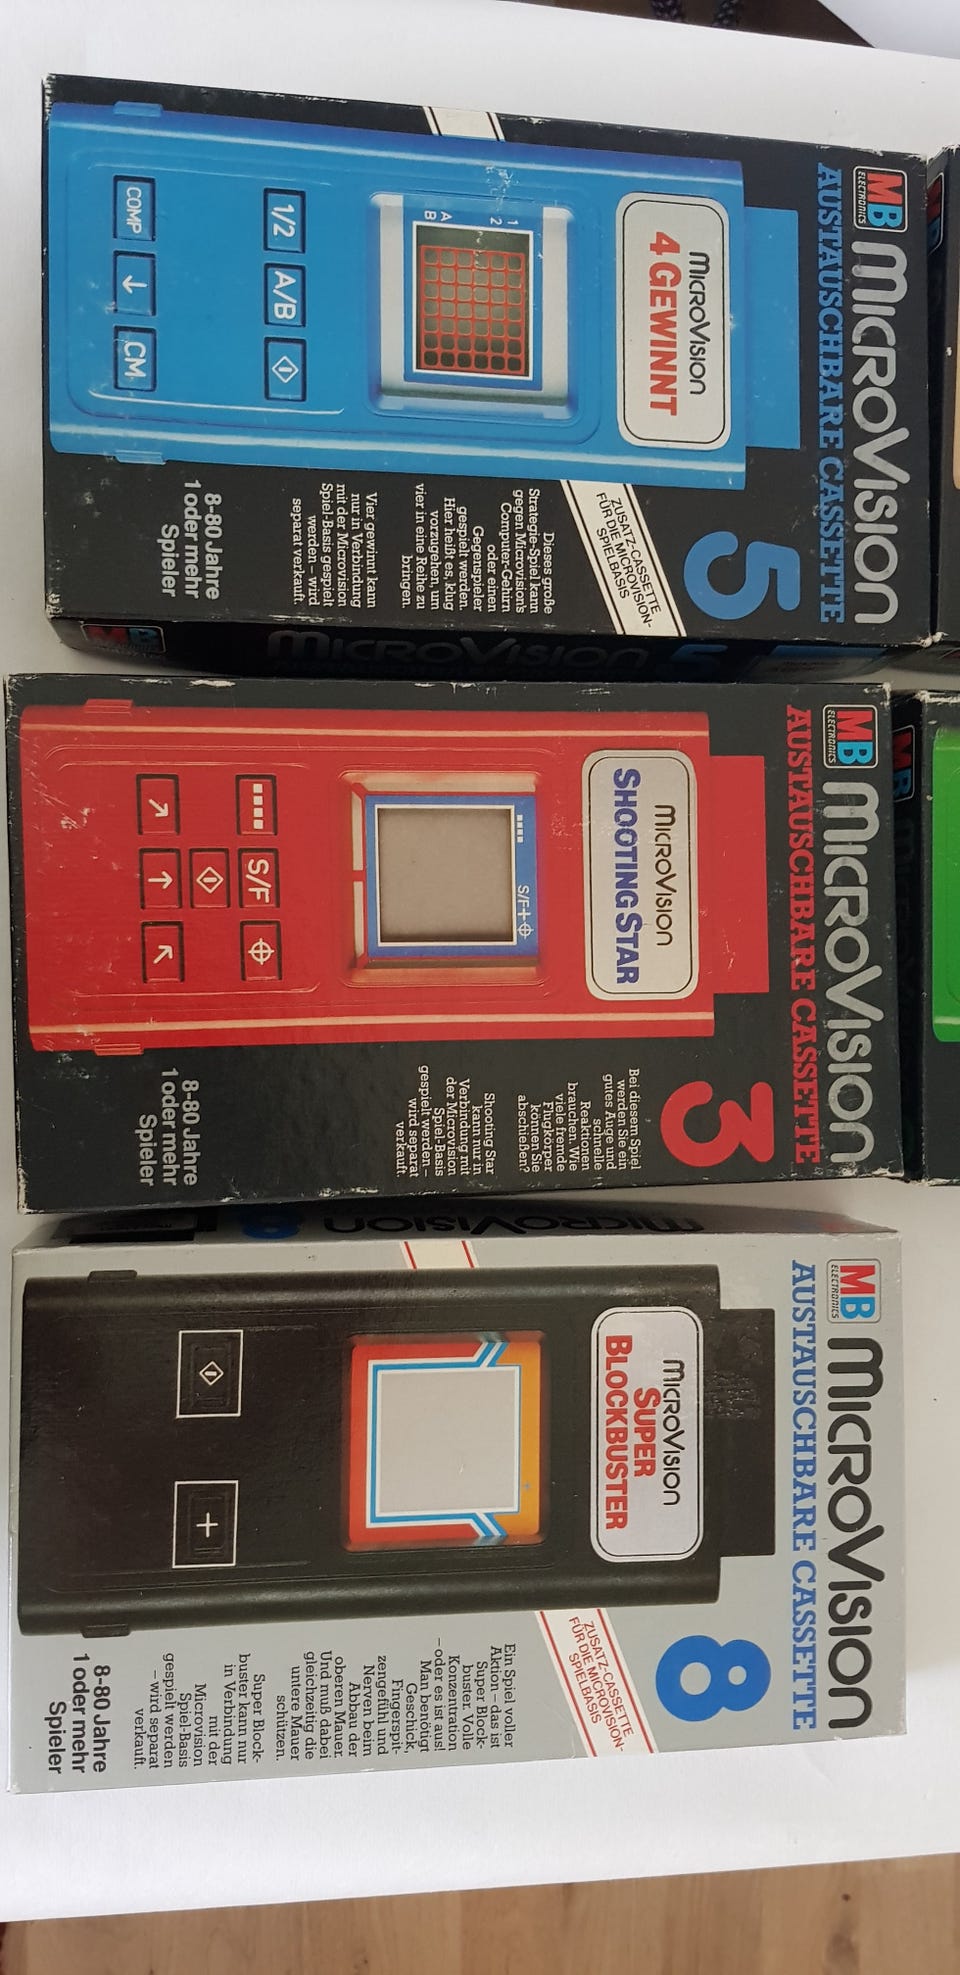 MB
ELECTRONICS
MICROVISION
AUSTAUSCHBARE CASSETTE
5
MICROVISION
4 GEWINNT
1
2
A
B
1/2
A/B
COMP
↓
CM
ZUSATZ-CASSETTE
FÜR DIE MICROVISION-
SPIELBASIS
Dieses große
Strategie-Spiel kann
gegen Microvision's
Computer-Gehirn
oder einen
Gegenspieler
gespielt werden.
Hier heißt es, klug
vorzugehen, um
vier in eine Reihe zu
bringen.
Vier gewinnt kann
nur in Verbindung
mit der Microvision
Spiel-Basis gespielt
werden – wird
separat verkauft.
8-80 Jahre
1 oder mehr
Spieler
MB
MICROVISION
5
MB
ELECTRONICS
MICROVISION
AUSTAUSCHBARE CASSETTE
3
MICROVISION
SHOOTING STAR
S/F
S/F
Bei diesem Spiel
werden Sie ein
gutes Auge und
schnelle
Reaktionen
brauchen. Wie
viele fremde
Flugkörper
können Sie
abschießen?
Shooting Star
kann nur in
Verbindung mit
der Microvision
Spiel-Basis
gespielt werden –
wird separat
verkauft.
8-80 Jahre
1 oder mehr
Spieler
8
MICROVISION
MB
ELECTRONICS
MICROVISION
AUSTAUSCHBARE CASSETTE
8
MICROVISION
SUPER
BLOCKBUSTER
+
ZUSATZ-CASSETTE
FÜR DIE MICROVISION-
SPIELBASIS
Ein Spiel voller
Aktion – das ist
Super Block-
buster. Volle
Konzentration
– oder es ist aus!
Man benötigt
Geschick,
Fingerspit-
zengefühl und
Nerven beim
Abbau der
oberen Mauer.
Und muß dabei
gleichzeitig die
untere Mauer
schützen.
Super Block-
buster kann nur
in Verbindung
mit der
Microvision
Spiel-Basis
gespielt werden
– wird separat
verkauft.
8-80 Jahre
1 oder mehr
Spieler
MB
MB